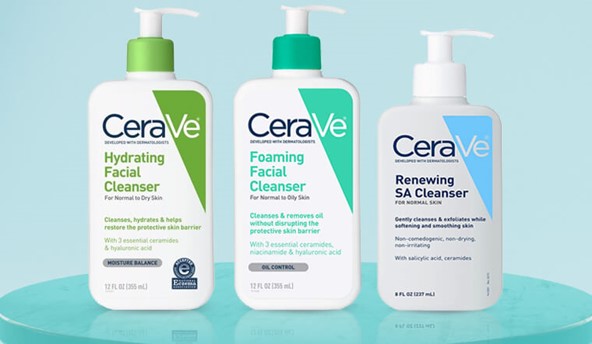 CeraVe
DEVELOPED WITH DERMATOLOGISTS
Hydrating
Facial
Cleanser
For Normal to Dry Skin
Cleanses, hydrates & helps
restore the protective skin barrier
With 3 essential ceramides
& hyaluronic acid
MOISTURE BALANCE
Eczema
12 FL OZ (355 mL)
CeraVe
DEVELOPED WITH DERMATOLOGISTS
Foaming
Facial
Cleanser
For Normal to Oily Skin
Cleanses & removes oil
without disrupting the
protective skin barrier
With 3 essential ceramides,
niacinamide & hyaluronic acid
OIL CONTROL
12 FL OZ (355 mL)
CeraVe
DEVELOPED WITH DERMATOLOGISTS
Renewing
SA Cleanser
FOR NORMAL SKIN
Gently cleanses & exfoliates while
softening and smoothing skin
Non-comedogenic, non-drying,
non-irritating
With salicylic acid, ceramides
8 FL OZ (237 mL)